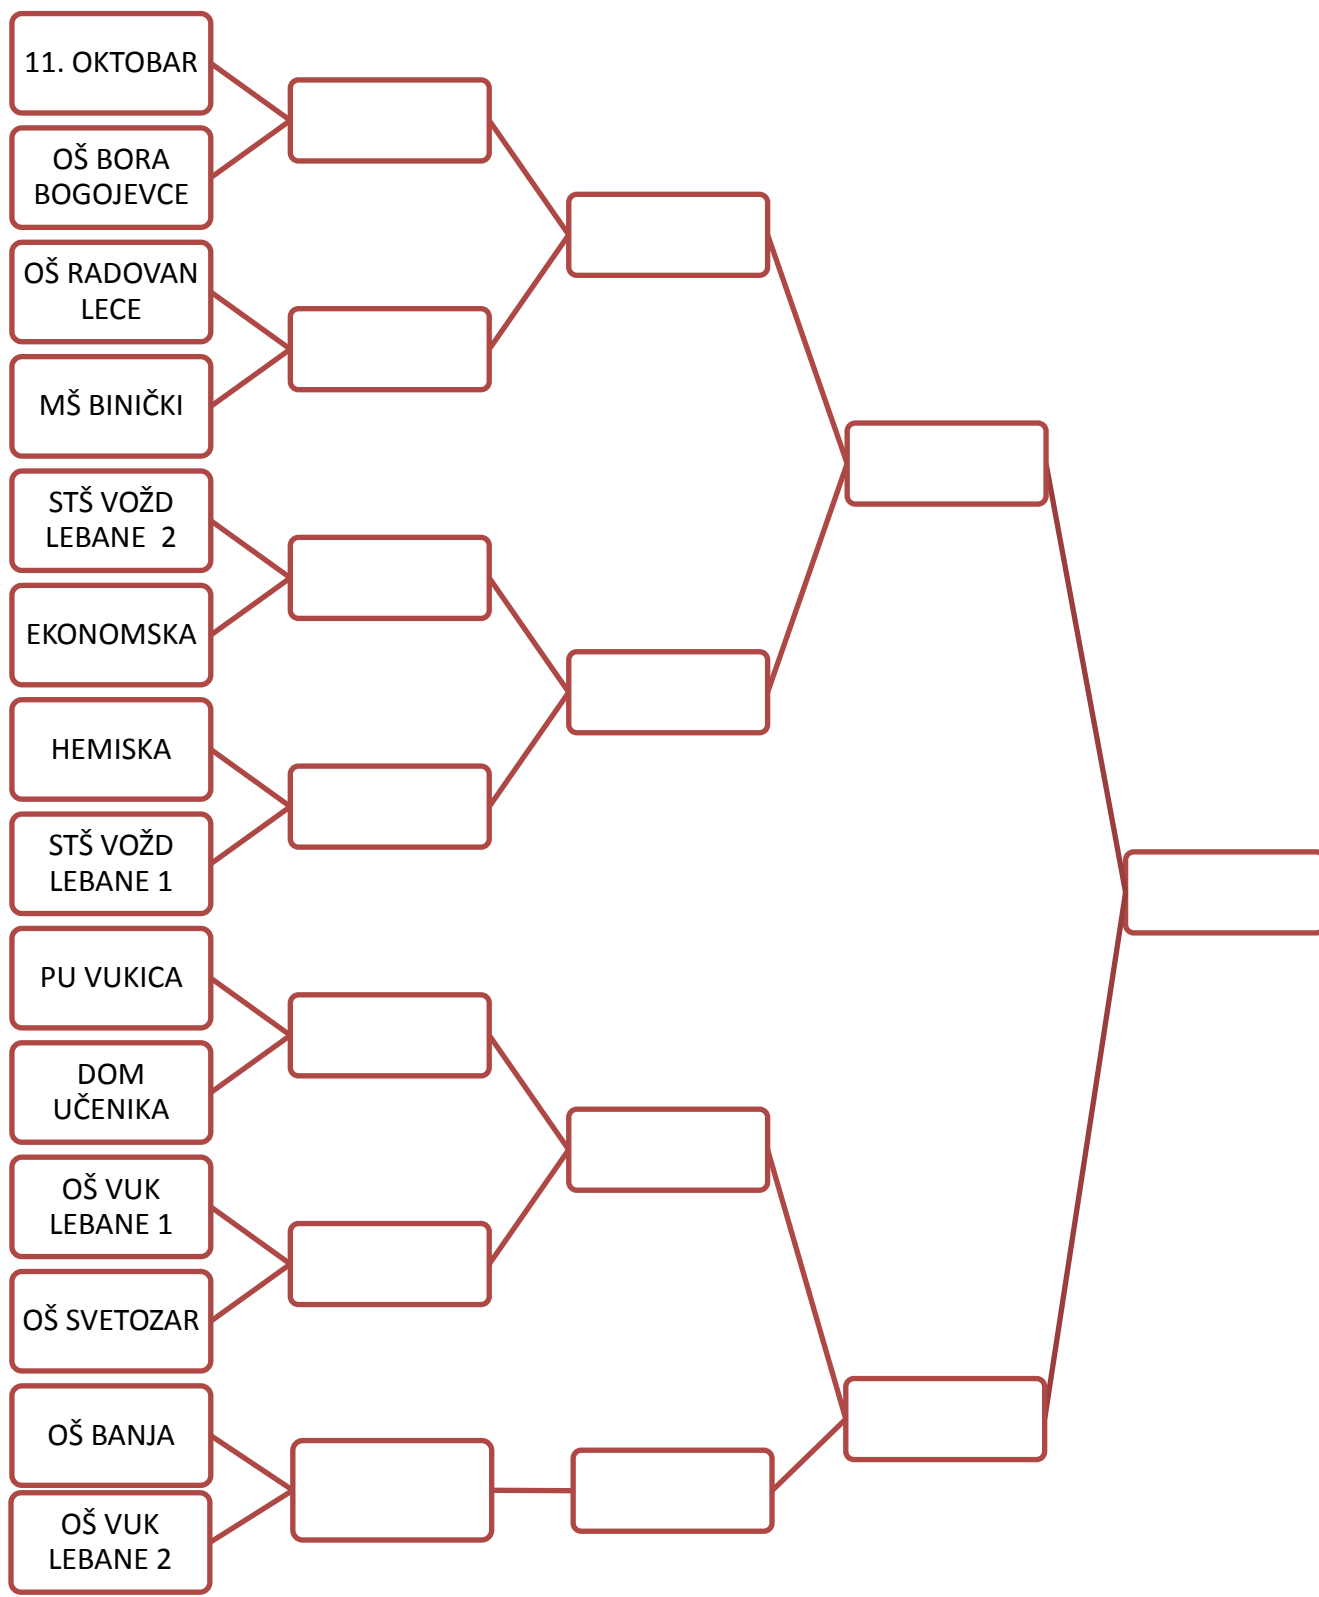 11. OKTOBAR
OŠ BORA
BOGOJEVCE
OŠ RADOVAN
LECE
MŠ BINIČKI
STŠ VOŽD
LEBANE  2
EKONOMSKA
HEMISKA
STŠ VOŽD
LEBANE 1
PU VUKICA
DOM
UČENIKA
OŠ VUK
LEBANE 1
OŠ SVETOZAR
OŠ BANJA
OŠ VUK
LEBANE 2